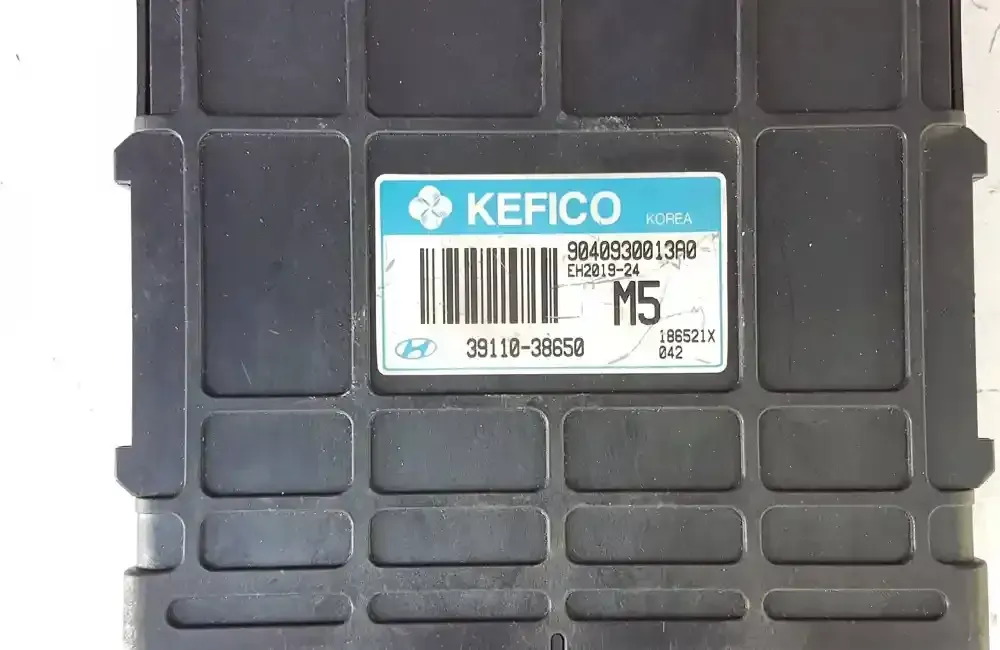 KEFICO KOREA
9040930013A0
EH2019-24
M5
39110-38650
186521X
042